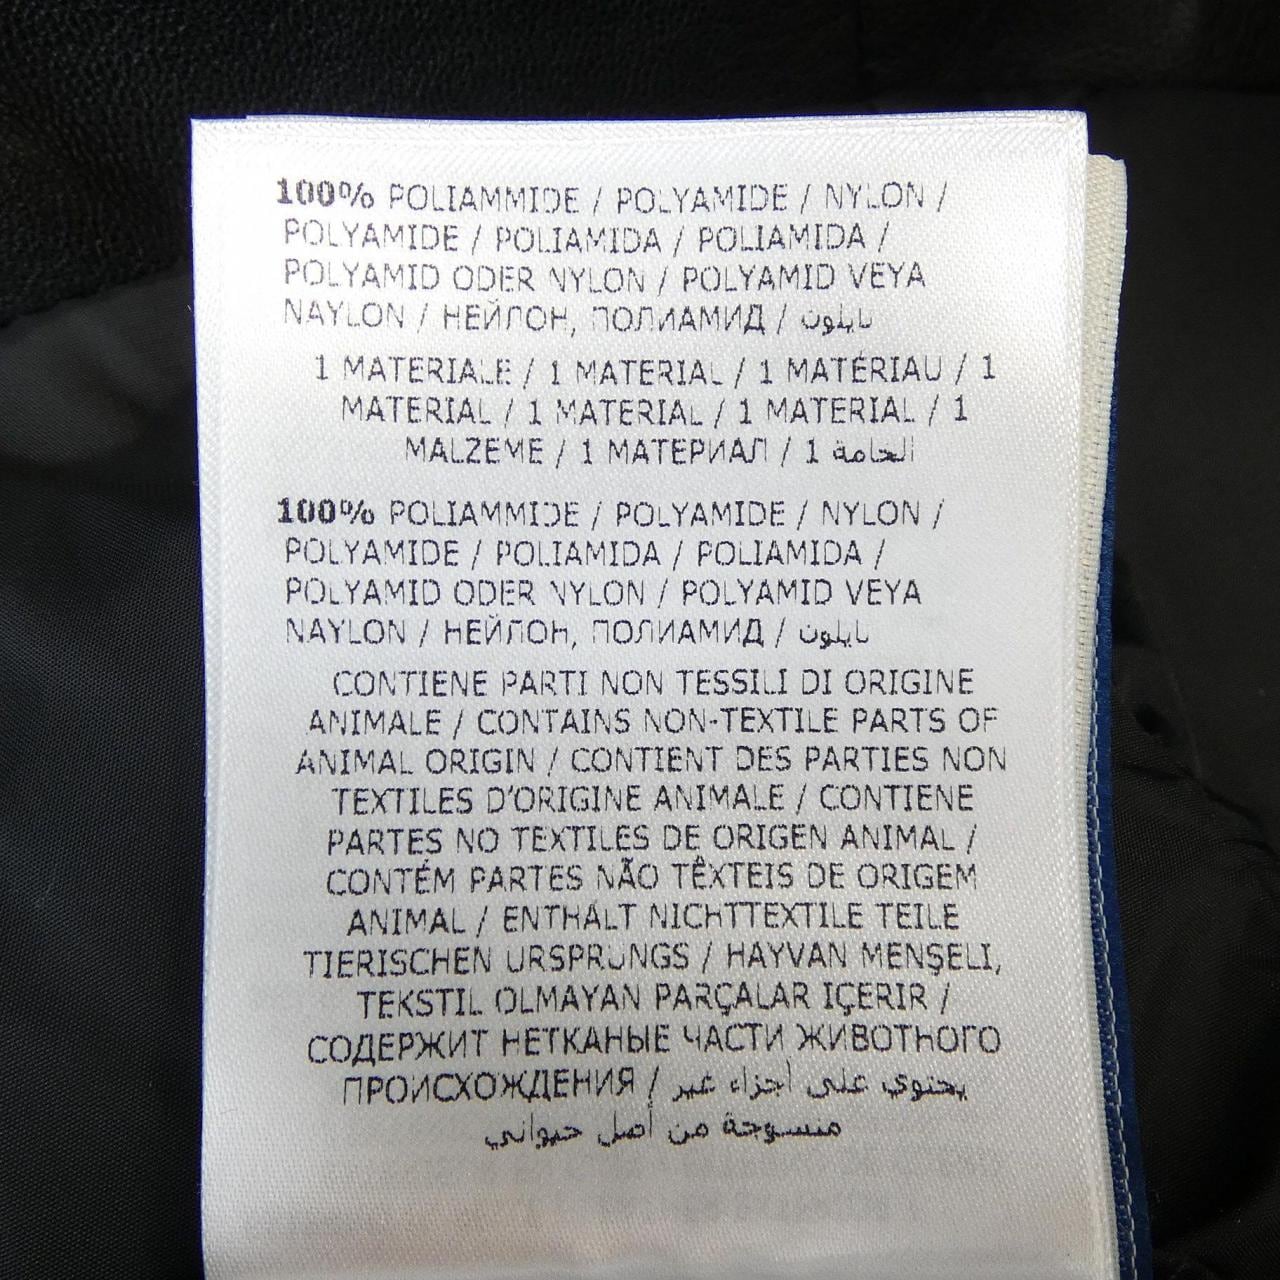 100% POLIAMMIDE / POLYAMIDE / NYLON /
POLYAMIDE / POLIAMIDA / POLIAMIDA /
POLYAMID ODER NYLON / POLYAMID VEYA
NAYLON / НЕЙЛОН, ПОЛИАМИД / نايلون
1 MATERIALE / 1 MATERIAL / 1 MATÉRIAU / 1
MATERIAL / 1 MATERIAL / 1 MATERIAL / 1
MALZEME / 1 МАТЕРИАЛ / 1 الخامة
100% POLIAMMIDE / POLYAMIDE / NYLON /
POLYAMIDE / POLIAMIDA / POLIAMIDA /
POLYAMID ODER NYLON / POLYAMID VEYA
NAYLON / НЕЙЛОН, ПОЛИАМИД / نايلون
CONTIENE PARTI NON TESSILI DI ORIGINE
ANIMALE / CONTAINS NON-TEXTILE PARTS OF
ANIMAL ORIGIN / CONTIENT DES PARTIES NON
TEXTILES D'ORIGINE ANIMALE / CONTIENE
PARTES NO TEXTILES DE ORIGEN ANIMAL /
CONTÉM PARTES NÃO TÊXTEIS DE ORIGEM
ANIMAL / ENTHÄLT NICHTTEXTILE TEILE
TIERISCHEN URSPRUNGS / HAYVAN MENŞELI,
TEKSTIL OLMAYAN PARÇALAR IÇERIR /
СОДЕРЖИТ НЕТКАНЫЕ ЧАСТИ ЖИВОТНОГО
ПРОИСХОЖДЕНИЯ / يحتوي على أجزاء غير
منسوجة من أصل حيواني